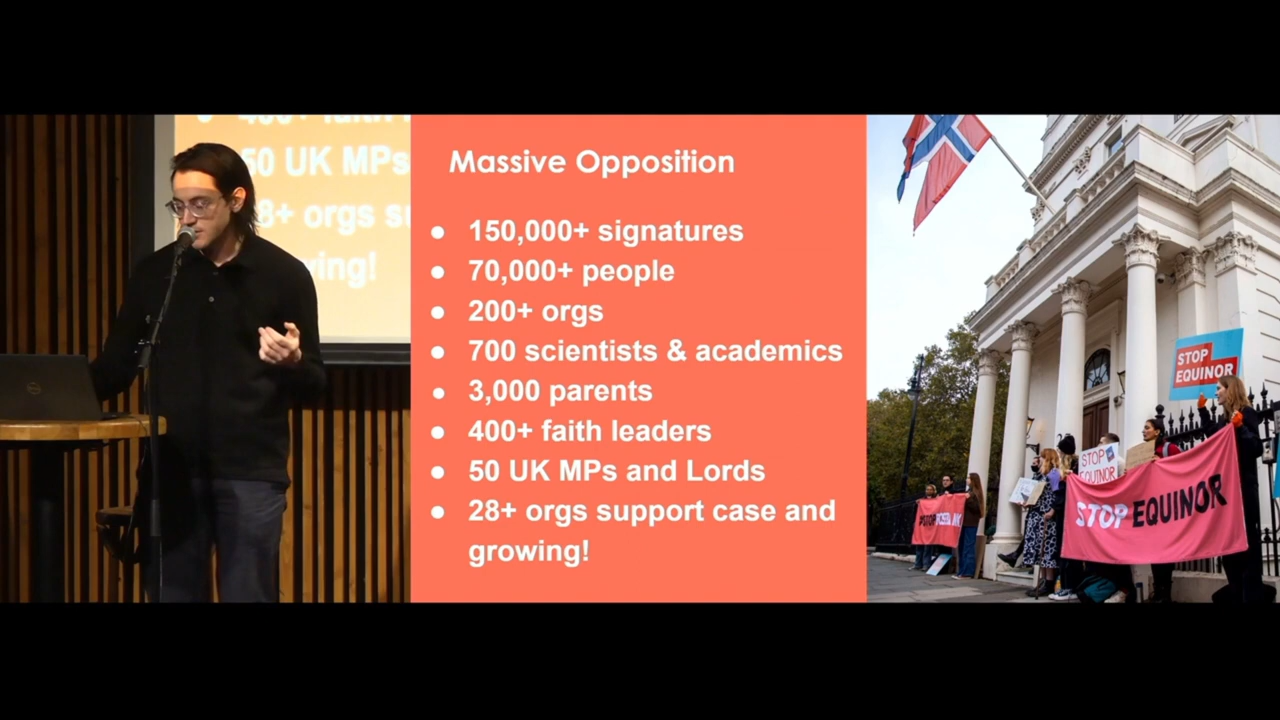 50 UK MPs
8+ orgs su
wing!
Massive Opposition
● 150,000+ signatures
● 70,000+ people
● 200+ orgs
● 700 scientists & academics
● 3,000 parents
● 400+ faith leaders
● 50 UK MPs and Lords
● 28+ orgs support case and
growing!
STOP
EQUINOR
STOP
EQUINOR
STOP EQUINOR